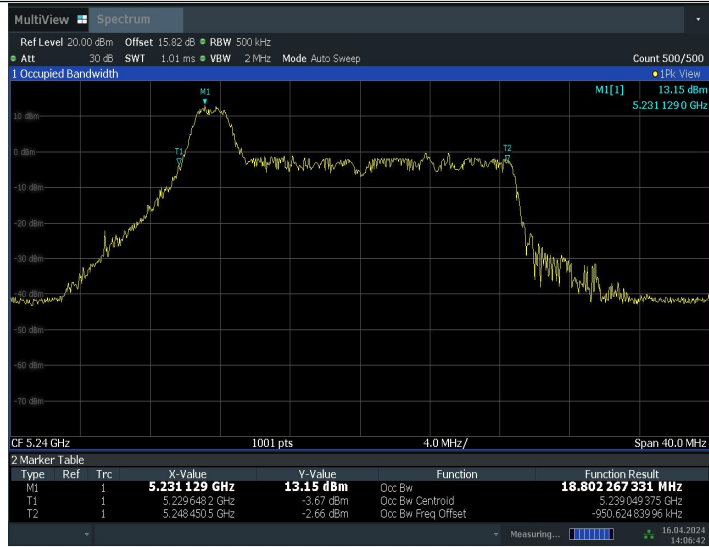 MultiView Spectrum
Ref Level 20.00 dBm Offset 15.82 dB RBW 500 kHz
Att 30 dB SWT 1.01 ms VBW 2 MHz Mode Auto Sweep Count 500/500
1 Occupied Bandwidth 1Pk View
M1[1] 13.15 dBm
5.231 129 0 GHz
M1
10 dBm
0 dBm
T1
T2
-10 dBm
-20 dBm
-30 dBm
-40 dBm
-50 dBm
-60 dBm
-70 dBm
CF 5.24 GHz 1001 pts 4.0 MHz/ Span 40.0 MHz
2 Marker Table
Type Ref Trc X-Value Y-Value Function Function Result
M1 1 5.231 129 GHz 13.15 dBm Occ Bw 18.802 267 331 MHz
T1 1 5.229 648 2 GHz -3.67 dBm Occ Bw Centroid 5.239 049 375 GHz
T2 1 5.248 450 5 GHz -2.66 dBm Occ Bw Freq Offset -950.624 839 96 kHz
Measuring... 16.04.2024
14:06:42